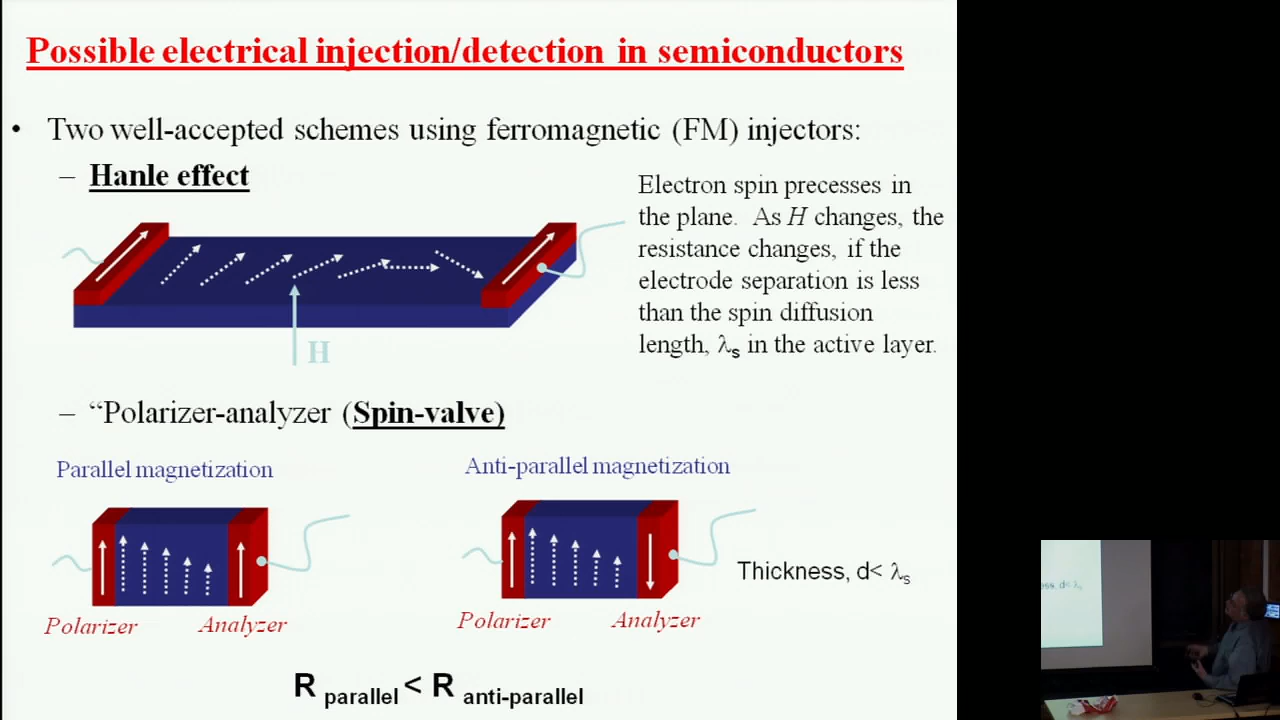 Possible electrical injection/detection in semiconductors
• Two well-accepted schemes using ferromagnetic (FM) injectors:
– Hanle effect
Electron spin precesses in
the plane. As H changes, the
resistance changes, if the
electrode separation is less
than the spin diffusion
length, λs in the active layer.
H
– “Polarizer-analyzer (Spin-valve) ”
Parallel magnetization
Anti-parallel magnetization
Thickness, d< λs
Polarizer
Analyzer
Polarizer
Analyzer
R parallel < R anti-parallel
ess, d< λs